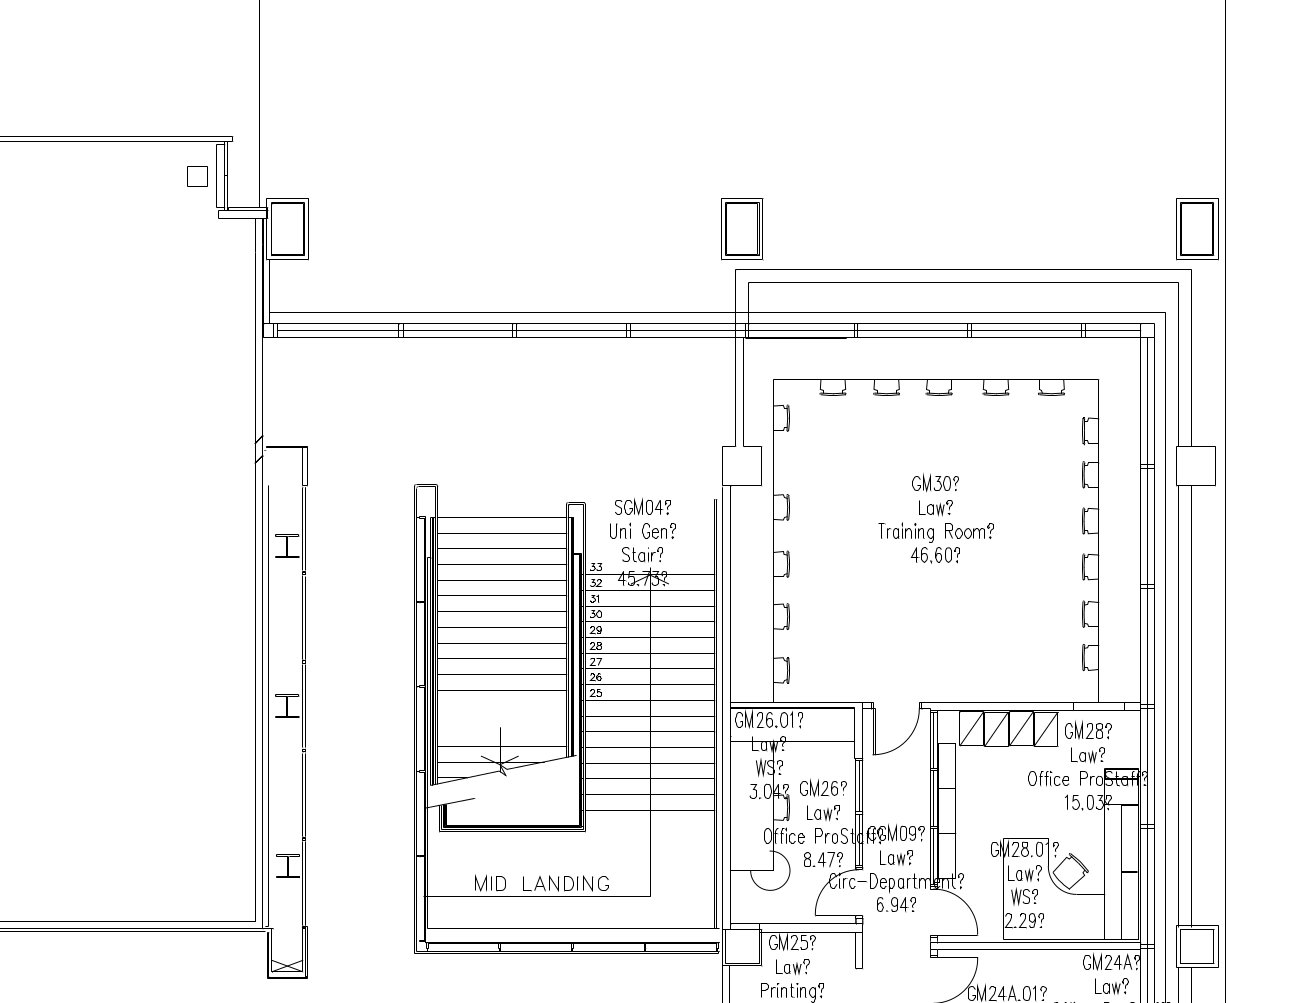 GM30?
Law?
Training Room?
46.60?
SGM04?
Uni Gen?
Stair?
45.73?
33
32
31
30
29
28
27
26
25
GM26.01?
Law?
WS?
3.04?
GM28?
Law?
Office ProStaff?
15.03?
GM26?
Law?
Office ProStaff?
8.47?
CGM09?
Law?
Circ-Department?
6.94?
GM28.01?
Law?
WS?
2.29?
MID LANDING
GM25?
Law?
Printing?
GM24A?
Law?
GM24A.01?